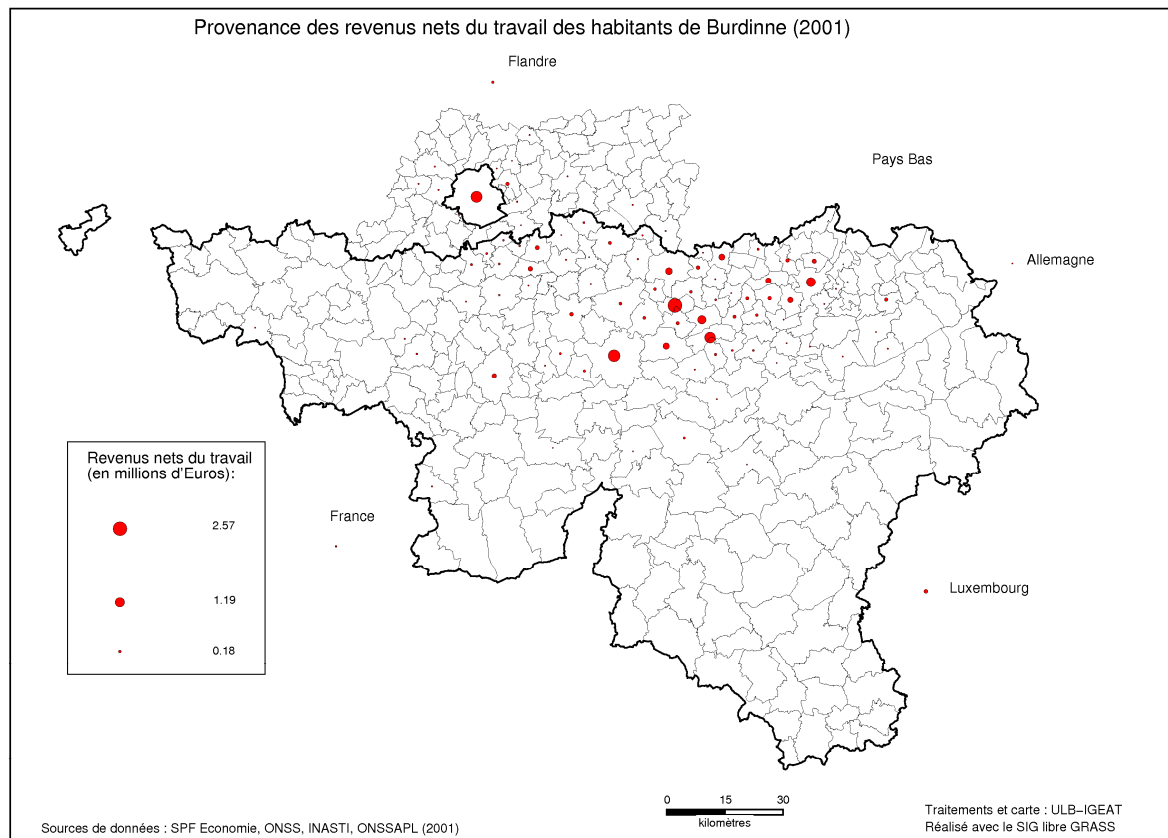 Provenance des revenus nets du travail des habitants de Burdinne (2001)
Flandre
Pays Bas
Allemagne
Revenus nets du travail
(en millions d'Euros):
2.57
1.19
0.18
France
Luxembourg
0 15 30
kilomètres
Sources de données : SPF Economie, ONSS, INASTI, ONSSAPL (2001)
Traitements et carte : ULB–IGEAT
Réalisé avec le SIG libre GRASS